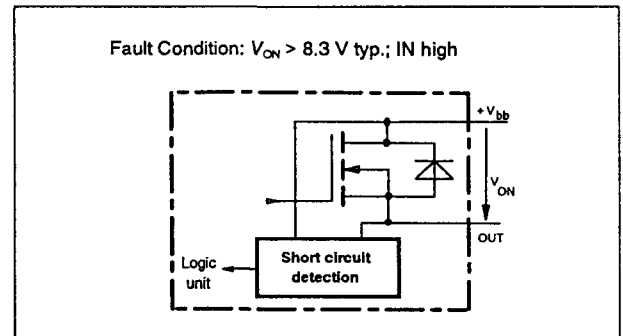 Fault Condition: VON > 8.3 V typ.; IN high
+ Vbb
VON
OUT
Logic
unit
Short circuit
detection